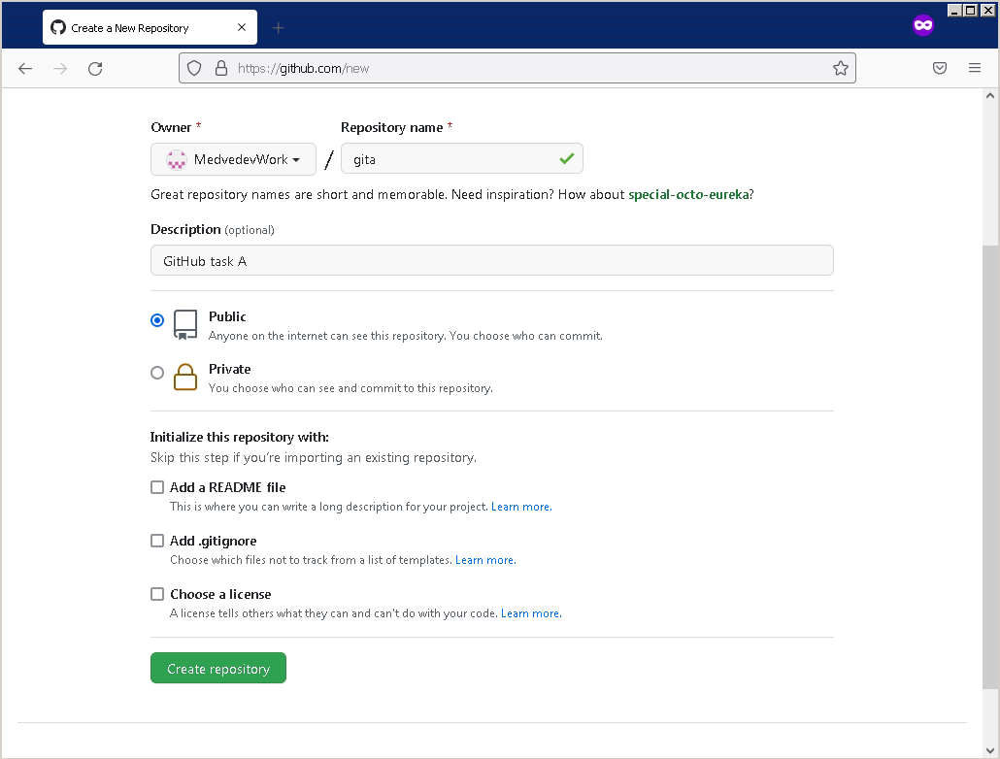 Create a New Repository
https://github.com/new
Owner * Repository name *
MedvedevWork / gita
Great repository names are short and memorable. Need inspiration? How about special-octo-eureka?
Description (optional)
GitHub task A
Public
Anyone on the internet can see this repository. You choose who can commit.
Private
You choose who can see and commit to this repository.
Initialize this repository with:
Skip this step if you’re importing an existing repository.
Add a README file
This is where you can write a long description for your project. Learn more.
Add .gitignore
Choose which files not to track from a list of templates. Learn more.
Choose a license
A license tells others what they can and can't do with your code. Learn more.
Create repository